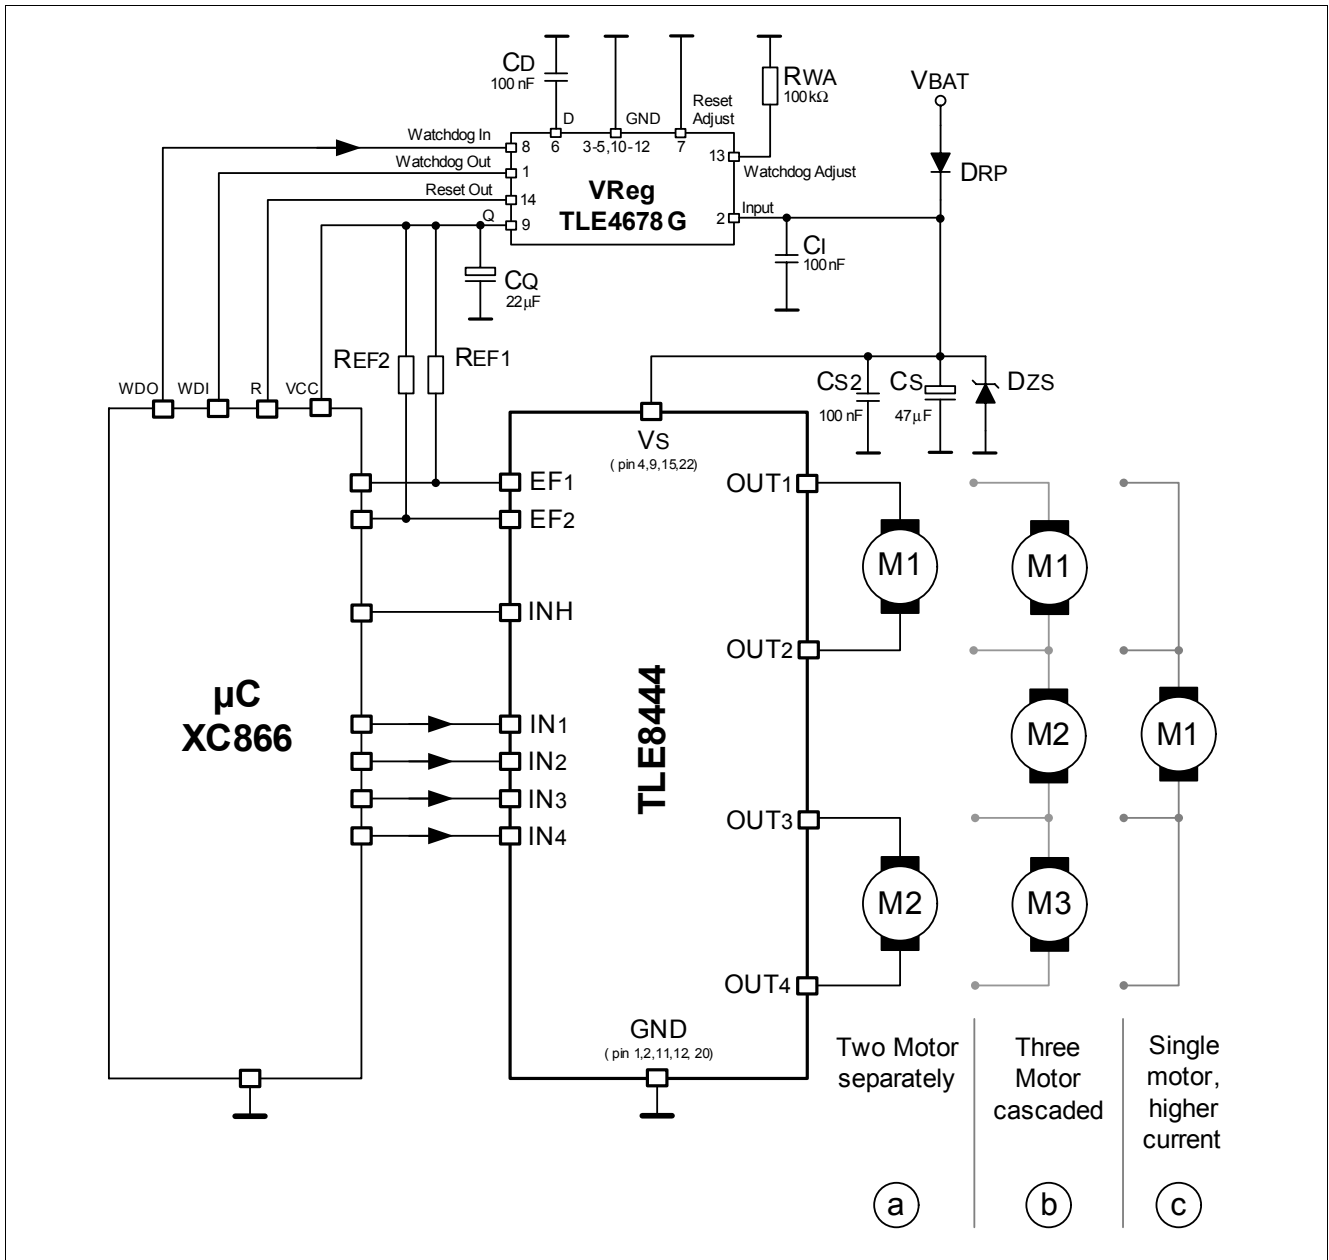 CD
100 nF
RWA
100kΩ
VBAT
Reset
Adjust
D
GND
Watchdog In
8
6
3-5,10-12
7
13
Watchdog Out
1
Watchdog Adjust
DRP
Reset Out
14
VReg
Q
9
TLE4678 G
2
Input
CI
100nF
CQ
22µF
REF2
REF1
WDO
WDI
R
VCC
CS2
100 nF
CS
47µF
DZS
VS
( pin 4,9,15,22)
EF1
OUT1
EF2
M1
M1
INH
OUT2
µC
XC866
TLE8444
IN1
M2
M1
IN2
IN3
OUT3
IN4
M2
M3
OUT4
GND
( pin 1,2,11,12, 20)
Two Motor
separately
Three
Motor
cascaded
Single
motor,
higher
current
a
b
c